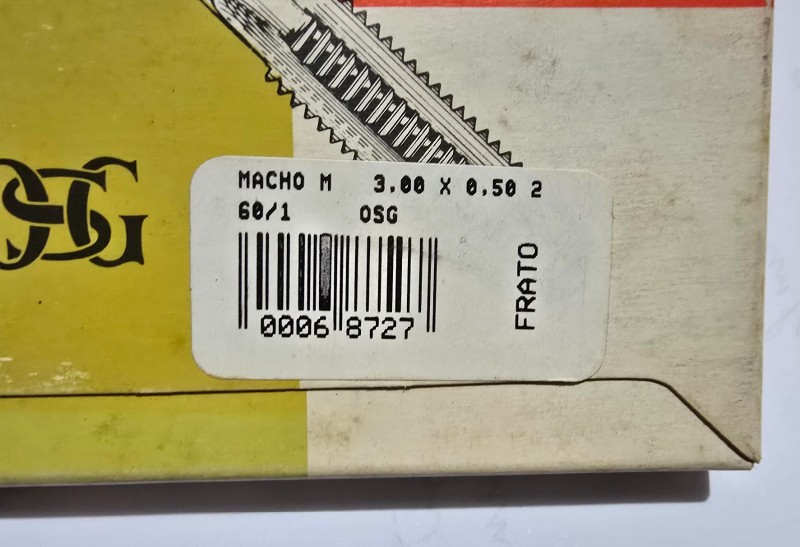 OSG
MACHO M 3.00 X 0.50 2
60/1 OSG
0006 8727
FRATO